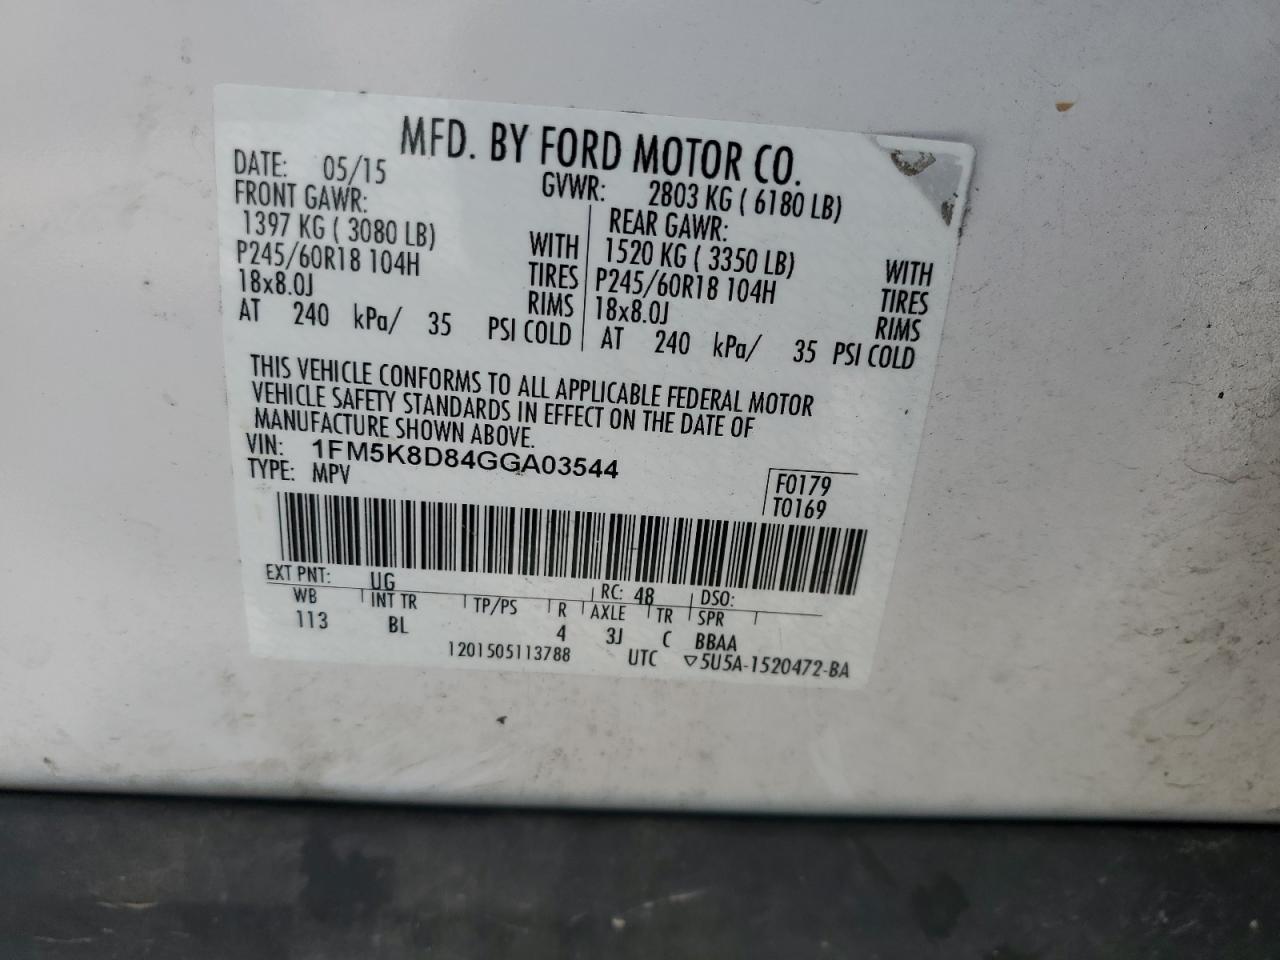 MFD. BY FORD MOTOR CO.
DATE: 05/15 GVWR: 2803 KG ( 6180 LB)
FRONT GAWR: REAR GAWR:
1397 KG ( 3080 LB) WITH 1520 KG ( 3350 LB) WITH
P245/60R18 104H TIRES P245/60R18 104H TIRES
18x8.0J RIMS 18x8.0J RIMS
AT 240 kPa/ 35 PSI COLD AT 240 kPa/ 35 PSI COLD
THIS VEHICLE CONFORMS TO ALL APPLICABLE FEDERAL MOTOR
VEHICLE SAFETY STANDARDS IN EFFECT ON THE DATE OF
MANUFACTURE SHOWN ABOVE.
VIN: 1FM5K8D84GGA03544
TYPE: MPV F0179
T0169
EXT PNT: UG RC: 48 DSO:
WB INT TR TP/PS R AXLE TR SPR
113 BL 4 3J C BBAA
1201505113788 UTC ▽5U5A-1520472-BA